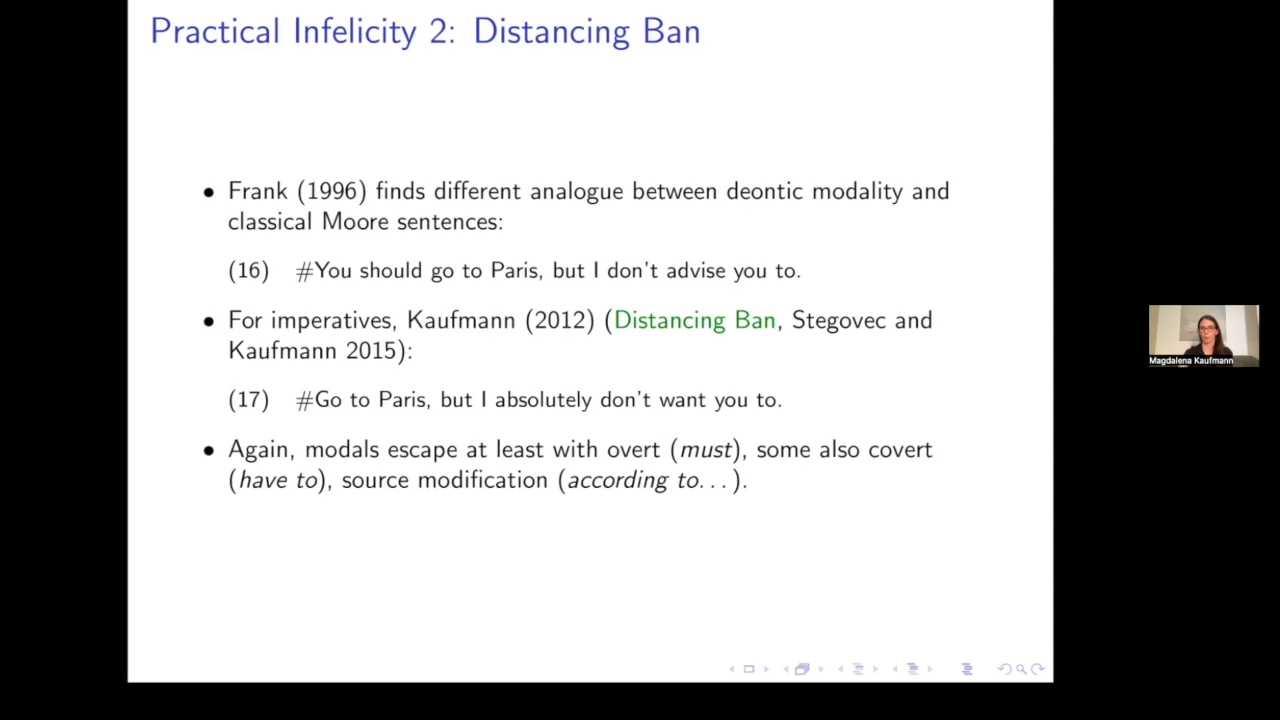 Practical Infelicity 2: Distancing Ban
• Frank (1996) finds different analogue between deontic modality and
classical Moore sentences:
(16) #You should go to Paris, but I don't advise you to.
• For imperatives, Kaufmann (2012) (Distancing Ban, Stegovec and
Kaufmann 2015):
(17) #Go to Paris, but I absolutely don't want you to.
• Again, modals escape at least with overt (must), some also covert
(have to), source modification (according to. . . ).
Magdalena Kaufmann